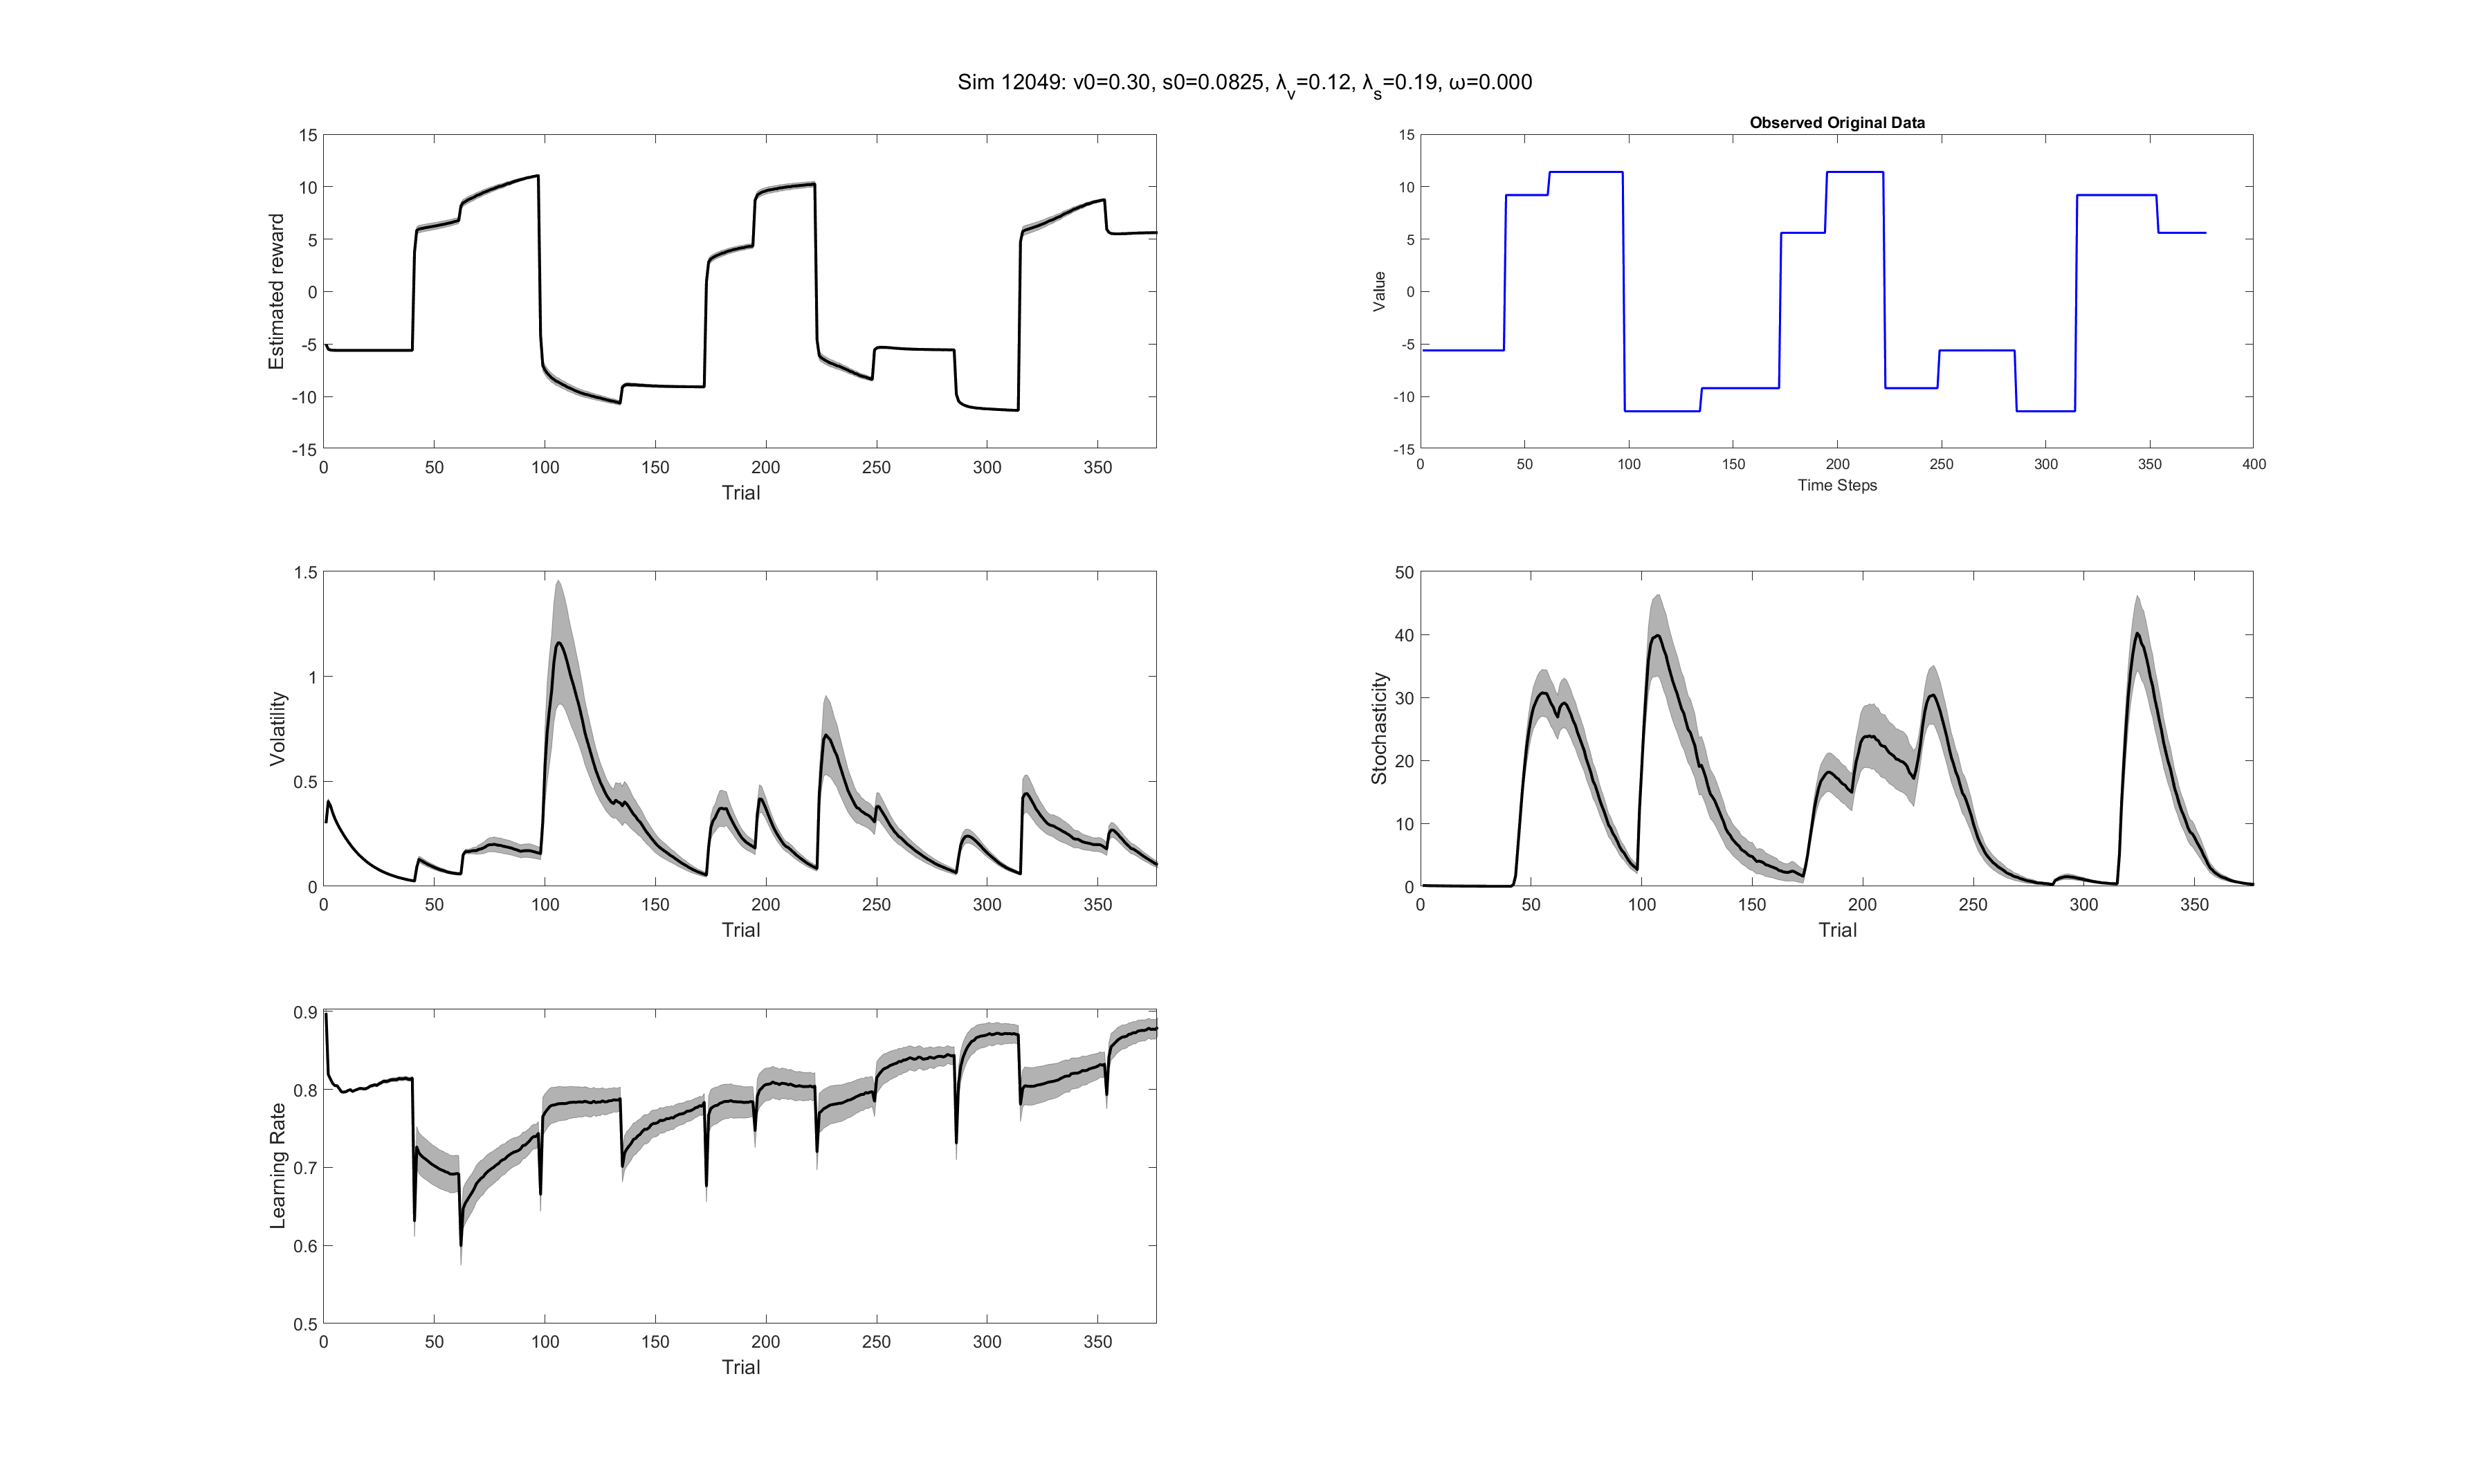 Sim 12049: v0=0.30, s0=0.0825, λv=0.12, λs=0.19, ω=0.000
15
10
5
0
-5
-10
-15
Estimated reward
0 50 100 150 200 250 300 350
Trial
Observed Original Data
15
10
5
0
-5
-10
-15
Value
0 50 100 150 200 250 300 350 400
Time Steps
1.5
1
0.5
0
Volatility
0 50 100 150 200 250 300 350
Trial
50
40
30
20
10
0
Stochasticity
0 50 100 150 200 250 300 350
Trial
0.9
0.8
0.7
0.6
0.5
Learning Rate
0 50 100 150 200 250 300 350
Trial